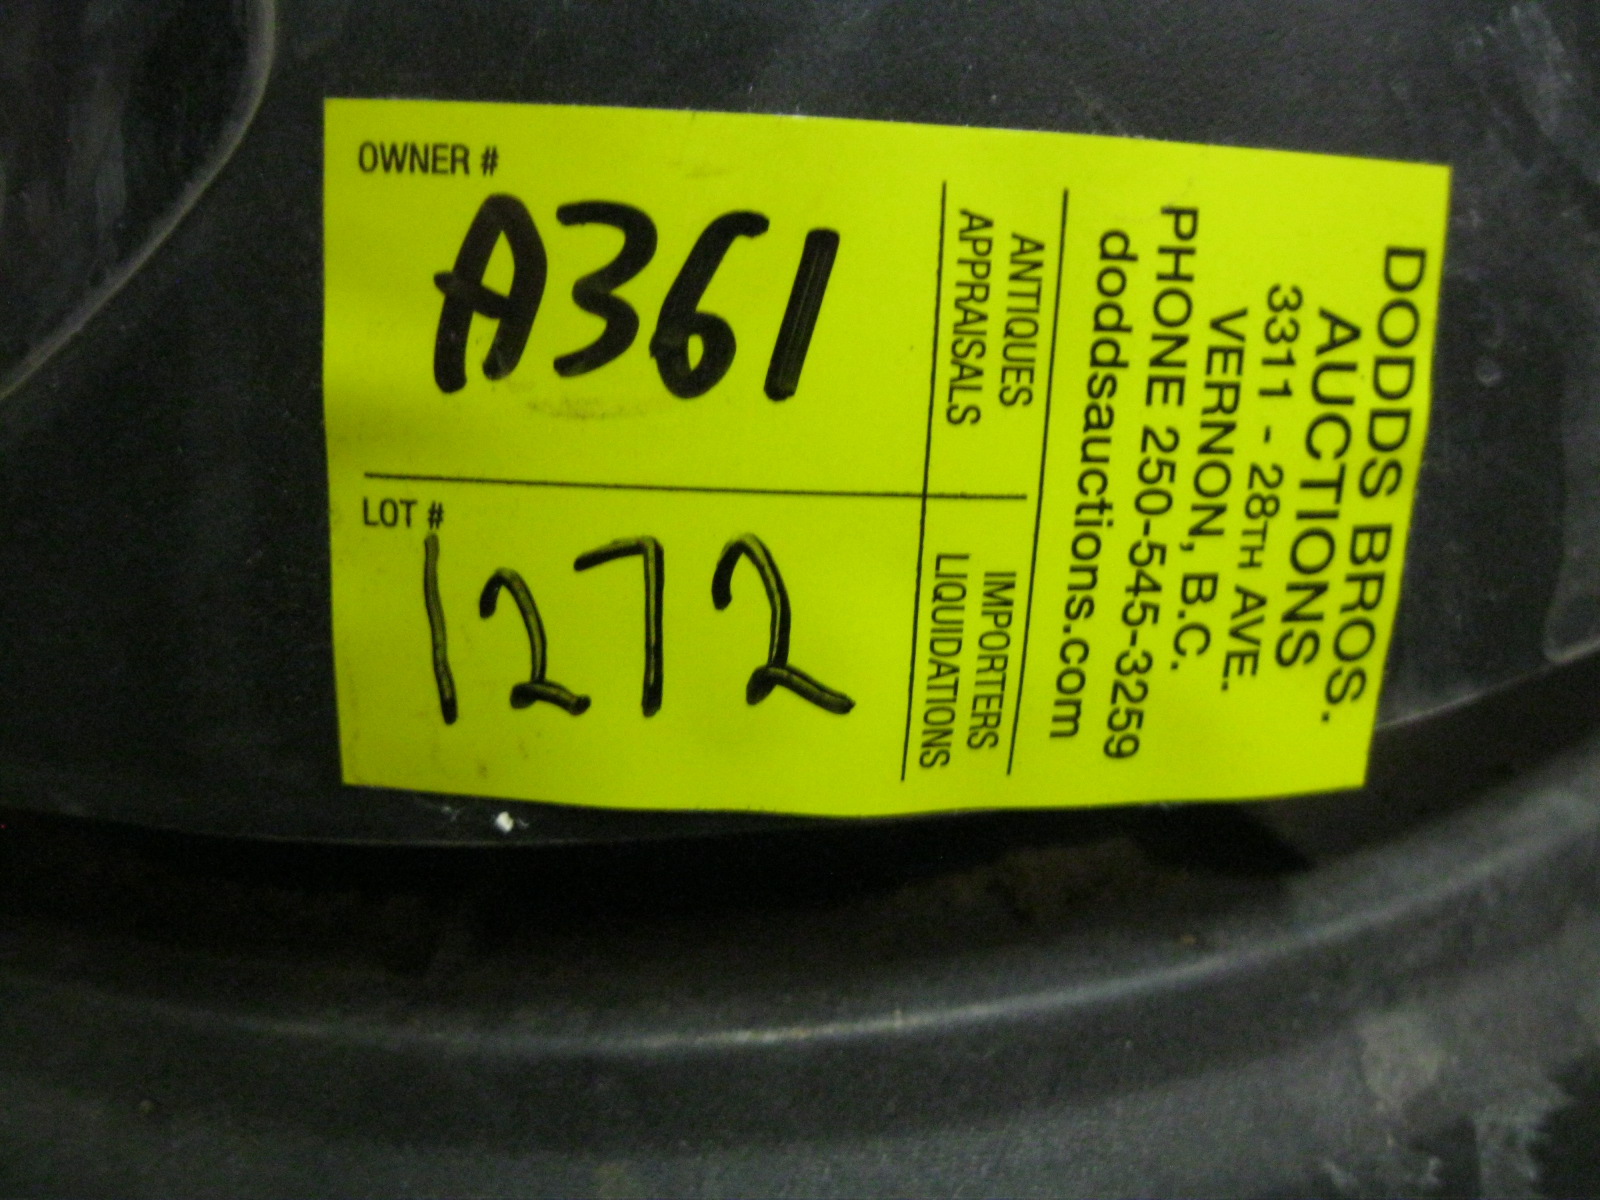 OWNER #
A361
LOT #
1272
ANTIQUES
APPRAISALS
IMPORTERS
LIQUIDATIONS
DODDS BROS.
AUCTIONS
3311 - 28TH AVE.
VERNON, B.C.
PHONE 250-545-3259
doddsauctions.com